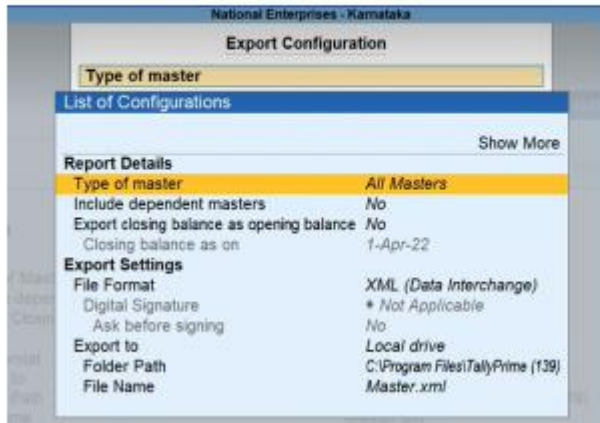 National Enterprises - Karnataka
Export Configuration
Type of master
List of Configurations
Show More
Report Details
Type of master All Masters
Include dependent masters No
Export closing balance as opening balance No
Closing balance as on 1-Apr-22
Export Settings
File Format XML (Data Interchange)
Digital Signature ♦ Not Applicable
Ask before signing No
Export to Local drive
Folder Path C:\Program Files\TallyPrime (139)
File Name Master.xml